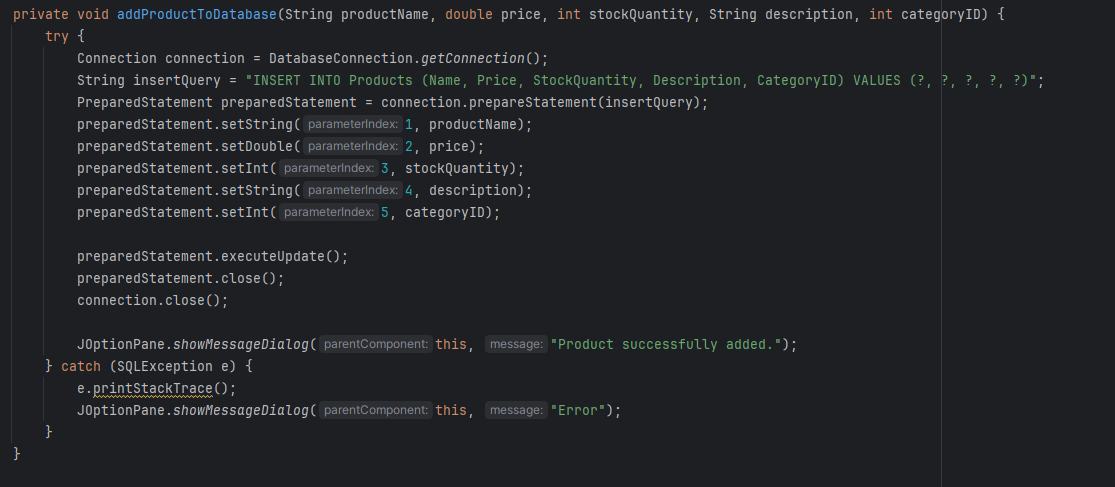 private void addProductToDatabase(String productName, double price, int stockQuantity, String description, int categoryID) {
try {
Connection connection = DatabaseConnection.getConnection();
String insertQuery = "INSERT INTO Products (Name, Price, StockQuantity, Description, CategoryID) VALUES (?, ?, ?, ?, ?)";
PreparedStatement preparedStatement = connection.prepareStatement(insertQuery);
preparedStatement.setString( parameterIndex: 1, productName);
preparedStatement.setDouble( parameterIndex: 2, price);
preparedStatement.setInt( parameterIndex: 3, stockQuantity);
preparedStatement.setString( parameterIndex: 4, description);
preparedStatement.setInt( parameterIndex: 5, categoryID);
preparedStatement.executeUpdate();
preparedStatement.close();
connection.close();
JOptionPane.showMessageDialog( parentComponent: this, message: "Product successfully added.");
} catch (SQLException e) {
e.printStackTrace();
JOptionPane.showMessageDialog( parentComponent: this, message: "Error");
}
}